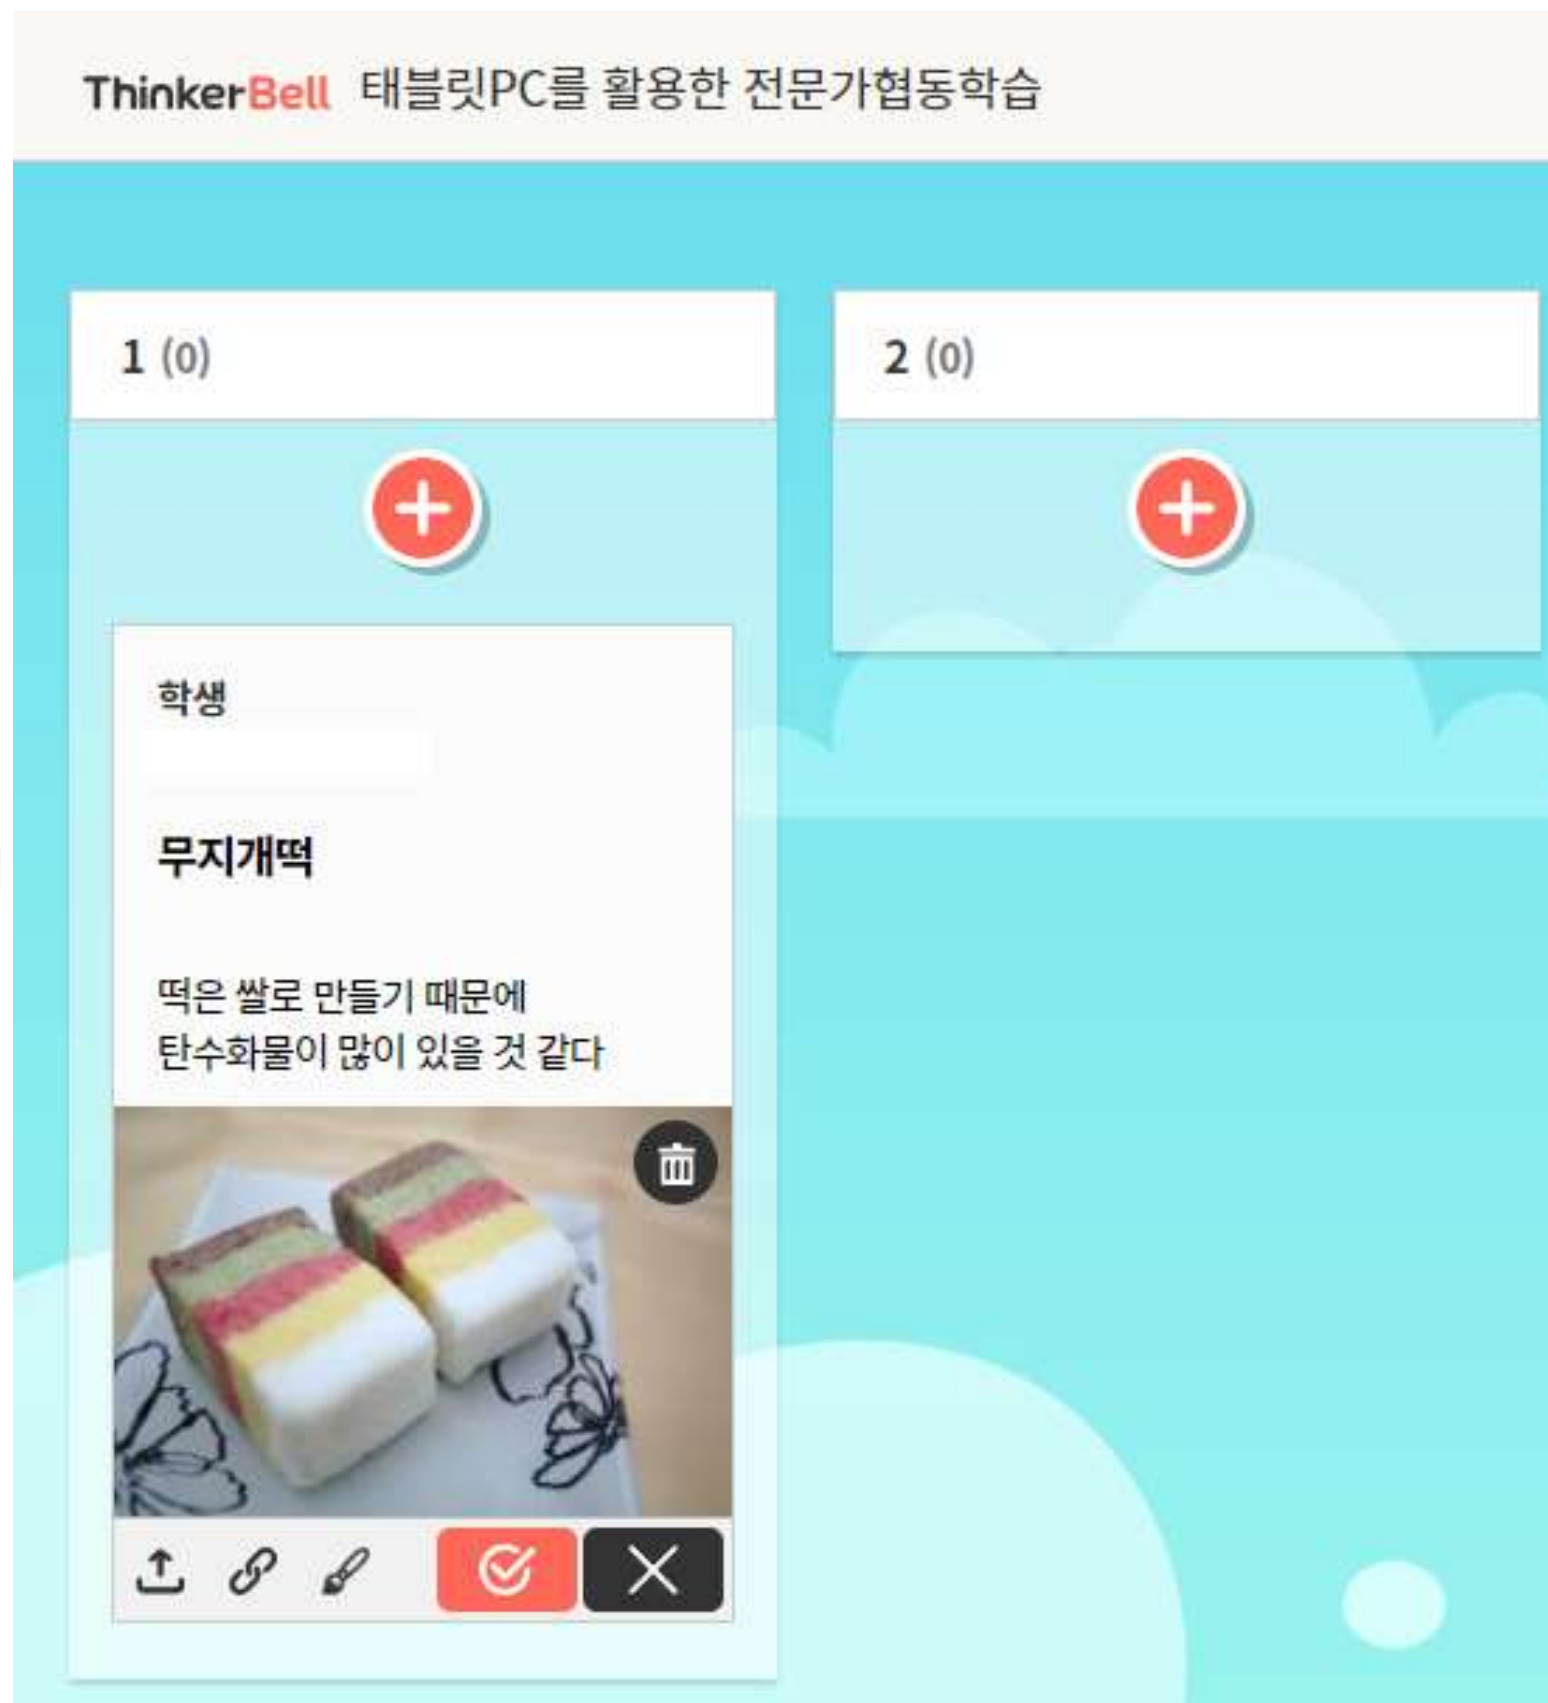 ThinkerBell 태블릿PC를 활용한 전문가협동학습
1 (0)
2 (0)
학생
무지개떡
떡은 쌀로 만들기 때문에
탄수화물이 많이 있을 것 같다